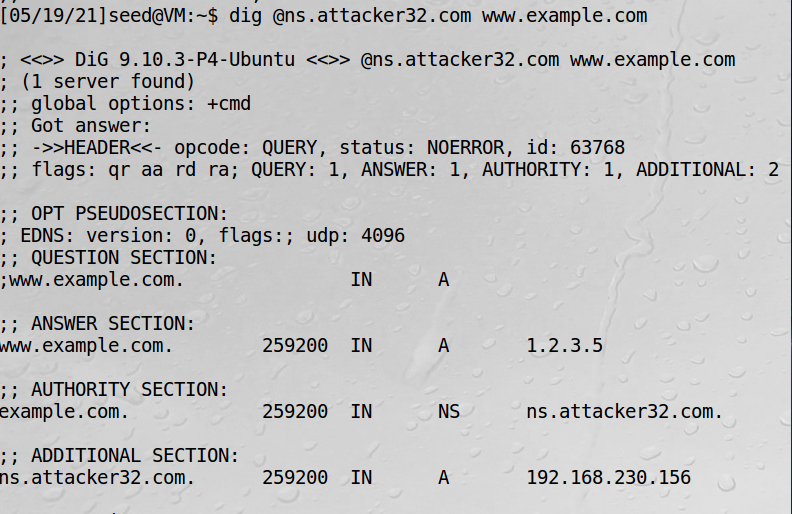 [05/19/21]seed@VM:~$ dig @ns.attacker32.com www.example.com
; <<>> DiG 9.10.3-P4-Ubuntu <<>> @ns.attacker32.com www.example.com
; (1 server found)
;; global options: +cmd
;; Got answer:
;; ->>HEADER<<- opcode: QUERY, status: NOERROR, id: 63768
;; flags: qr aa rd ra; QUERY: 1, ANSWER: 1, AUTHORITY: 1, ADDITIONAL: 2
;; OPT PSEUDOSECTION:
; EDNS: version: 0, flags:; udp: 4096
;; QUESTION SECTION:
;www.example.com. IN A
;; ANSWER SECTION:
www.example.com. 259200 IN A 1.2.3.5
;; AUTHORITY SECTION:
example.com. 259200 IN NS ns.attacker32.com.
;; ADDITIONAL SECTION:
ns.attacker32.com. 259200 IN A 192.168.230.156